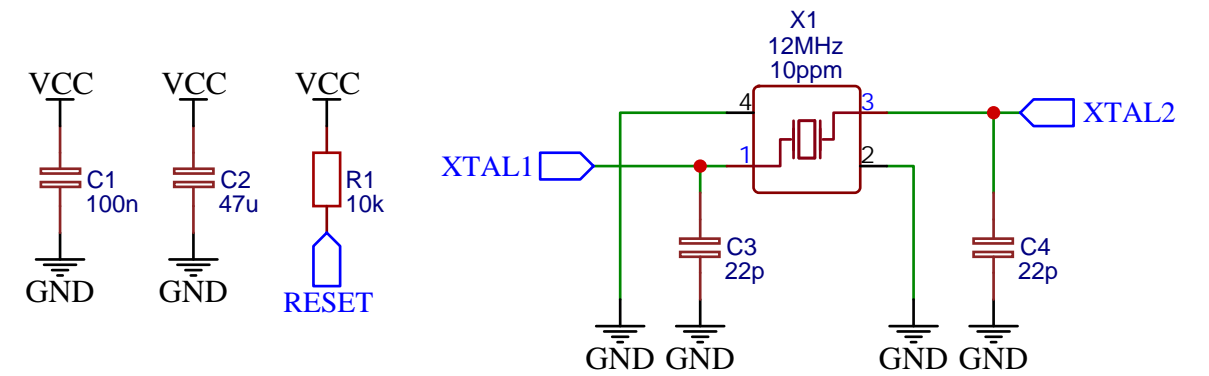 VCC
C1
100n
GND
VCC
C2
47u
GND
VCC
R1
10k
RESET
X1
12MHz
10ppm
4
3
1
2
XTAL1
XTAL2
C3
22p
C4
22p
GND
GND
GND
GND